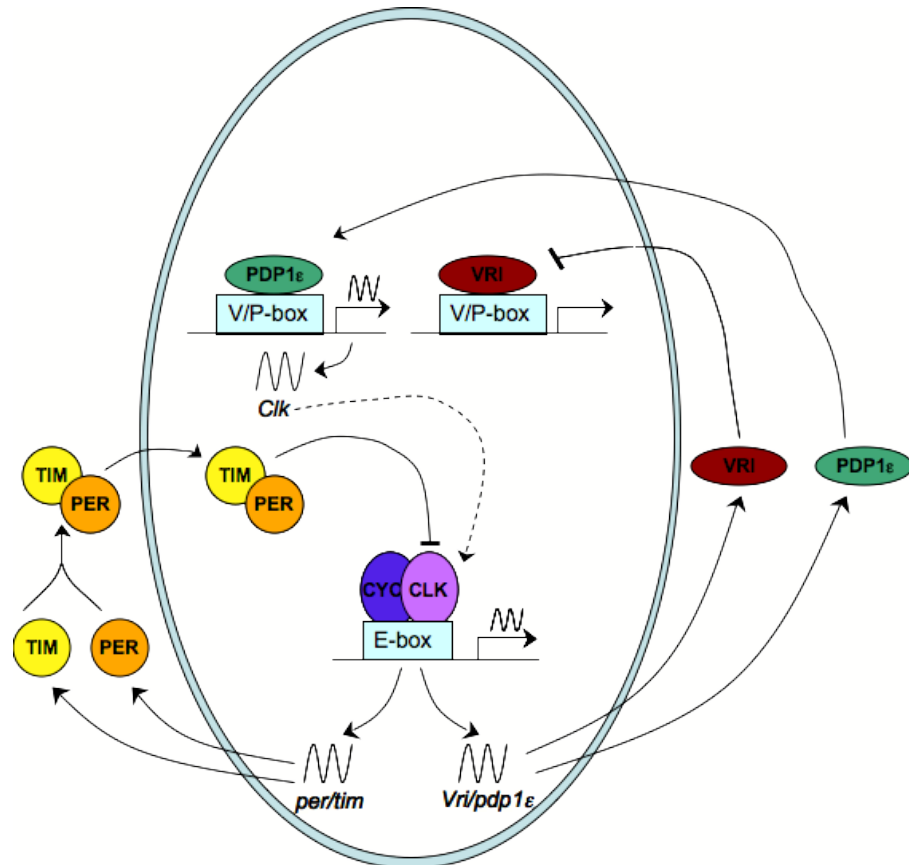 PDP1ε
VRI
V/P-box
V/P-box
Clk
TIM
PER
TIM
PER
VRI
PDP1ε
CYC
CLK
E-box
TIM
PER
per/tim
Vri/pdp1ε